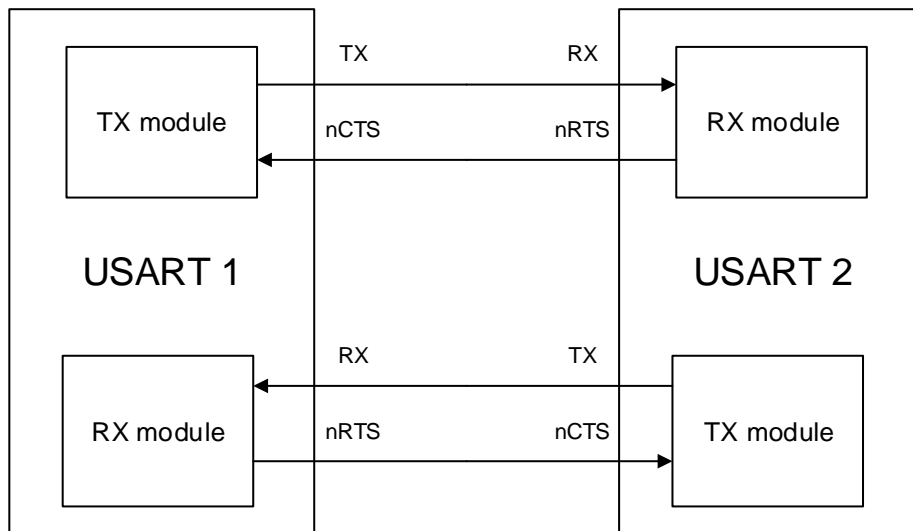 TX RX
TX module
nCTS nRTS
RX module
USART 1 USART 2
RX TX
RX module
nRTS nCTS
TX module